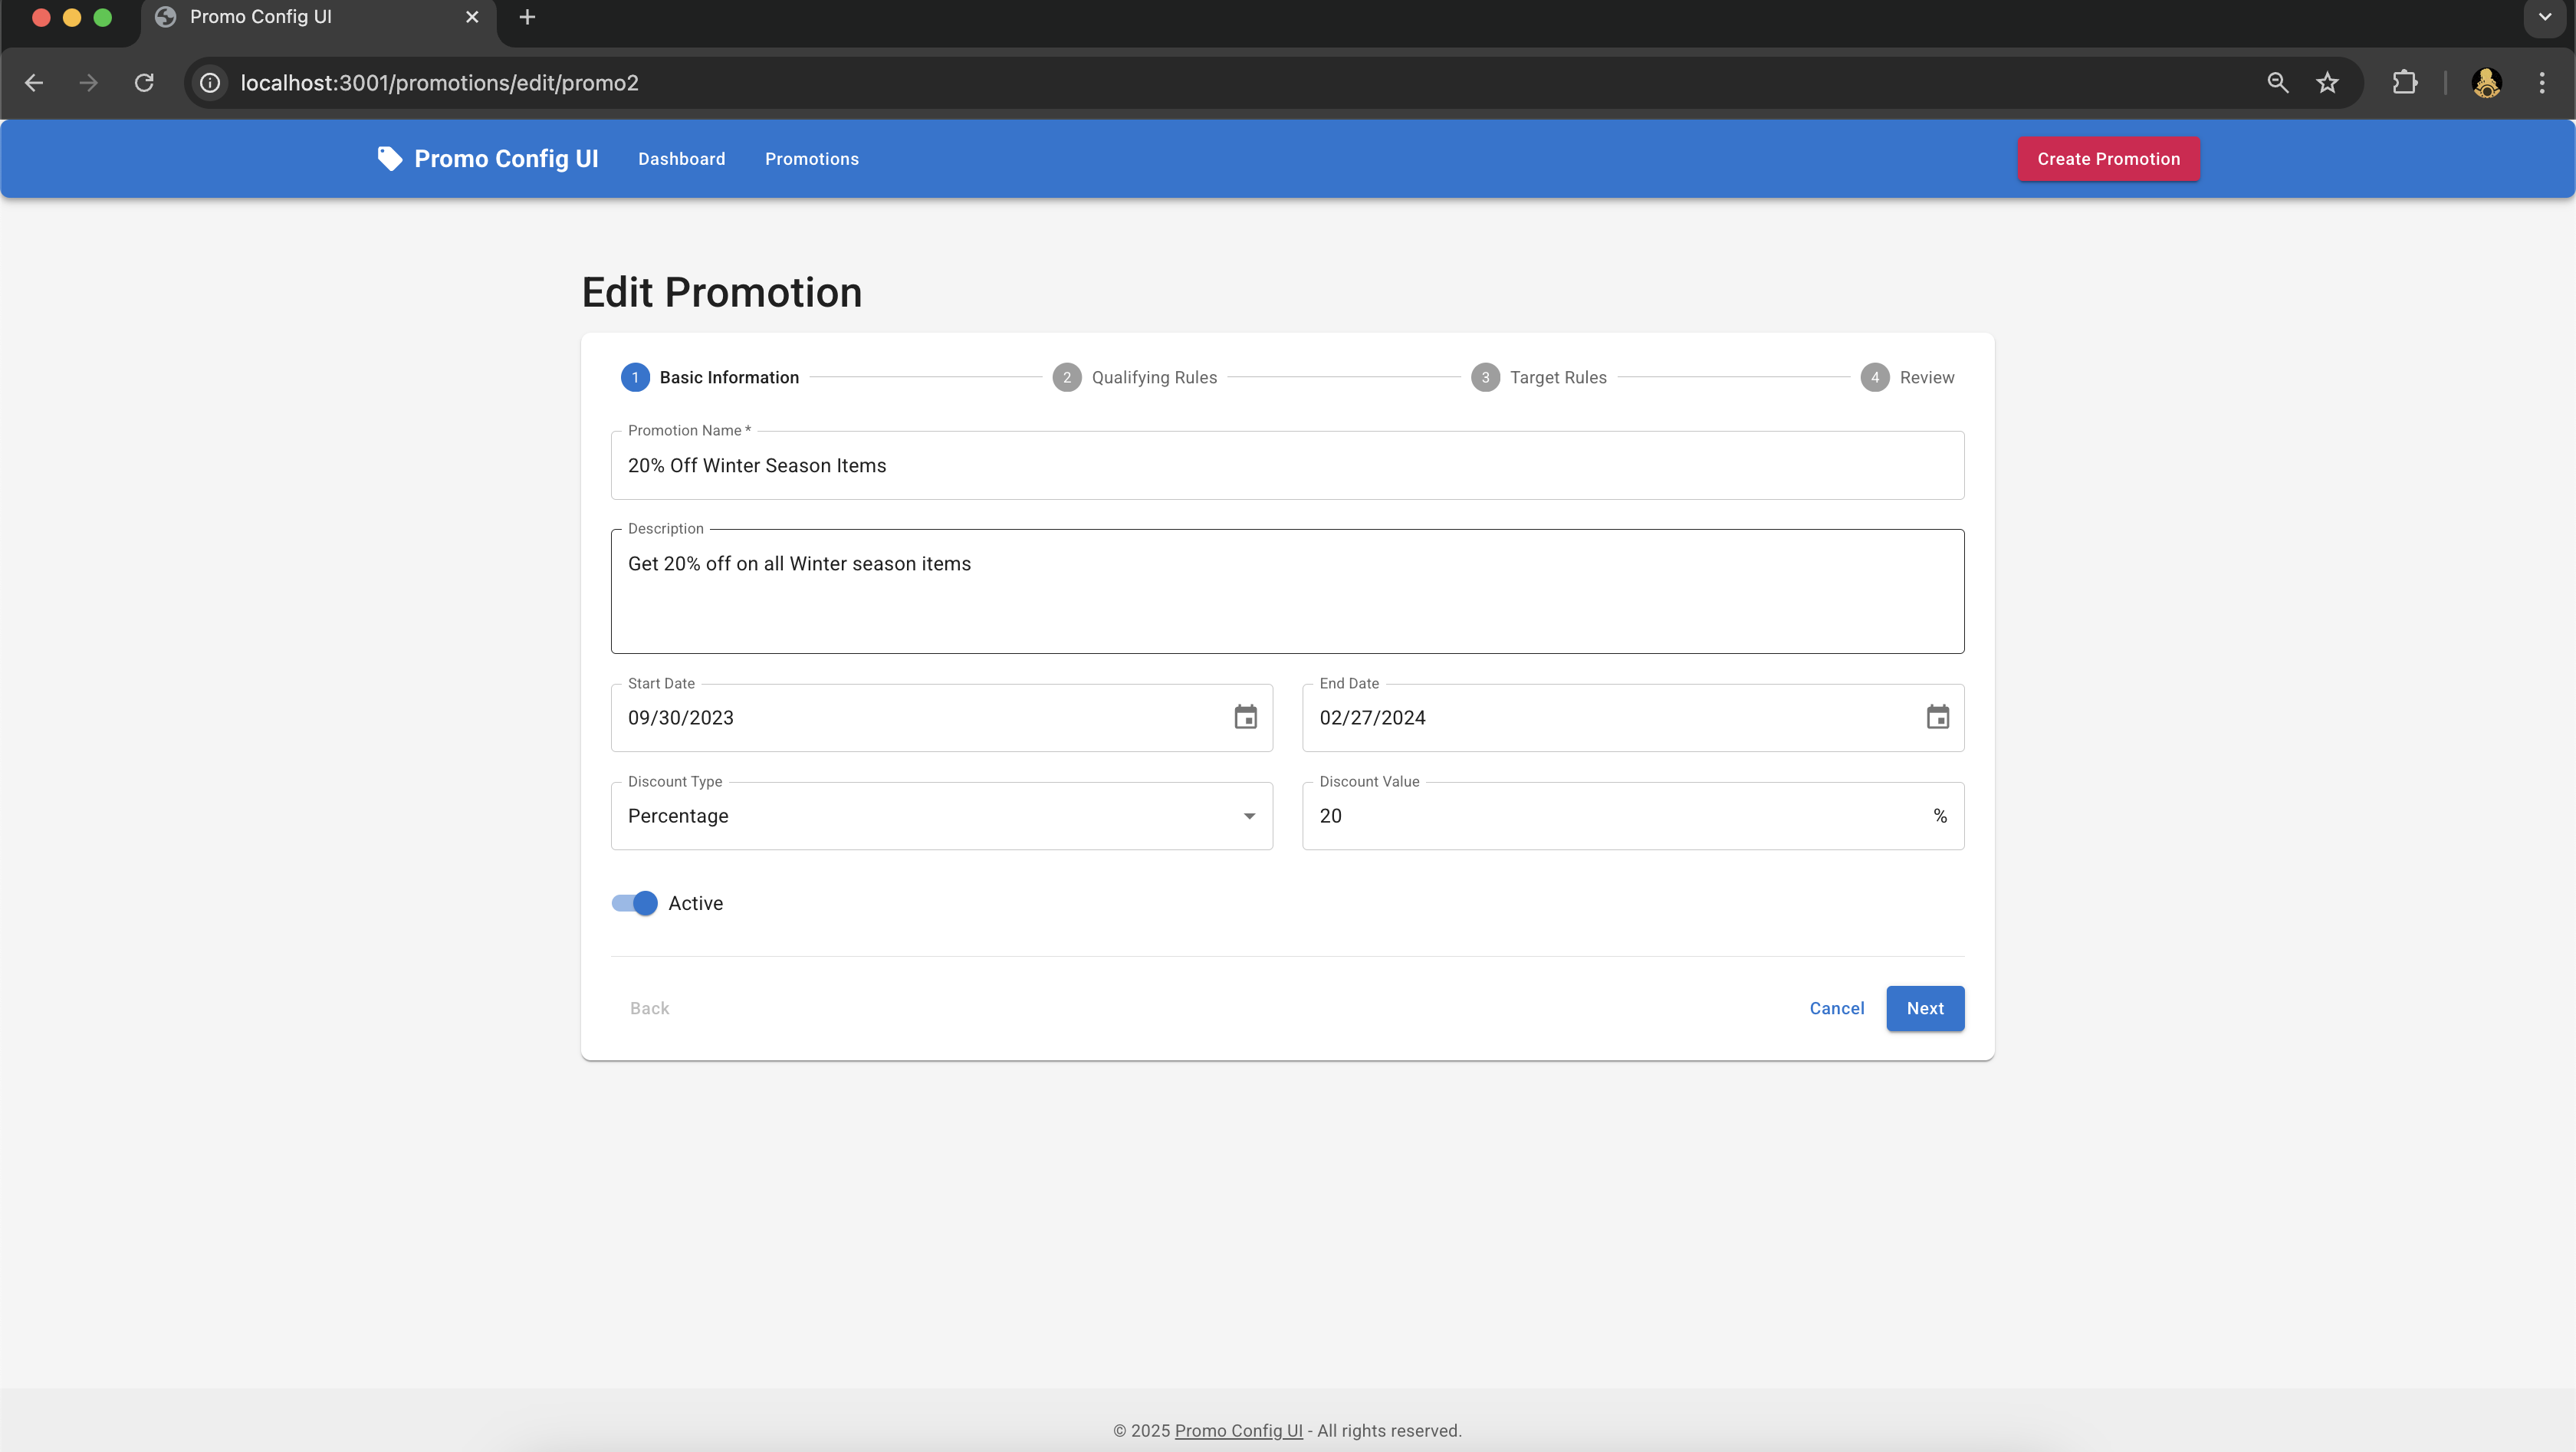 Promo Config UI
localhost:3001/promotions/edit/promo2
Promo Config UI Dashboard Promotions Create Promotion
Edit Promotion
1 Basic Information 2 Qualifying Rules 3 Target Rules 4 Review
Promotion Name *
20% Off Winter Season Items
Description
Get 20% off on all Winter season items
Start Date End Date
09/30/2023 02/27/2024
Discount Type Discount Value
Percentage 20 %
Active
Back Cancel Next
© 2025 Promo Config UI - All rights reserved.